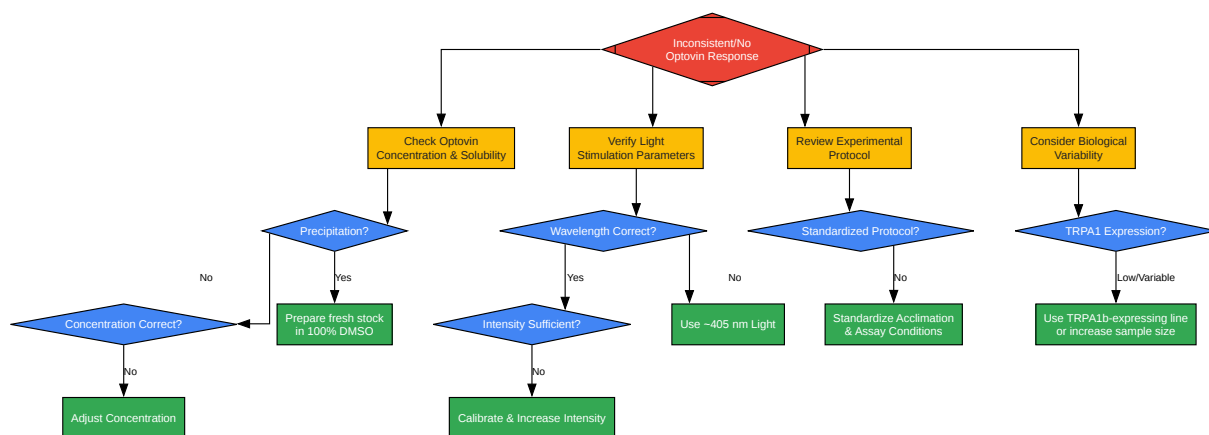 Inconsistent/No
Optovin Response
Check Optovin
Concentration & Solubility
Verify Light
Stimulation Parameters
Review Experimental
Protocol
Consider Biological
Variability
Precipitation?
Wavelength Correct?
Standardized Protocol?
TRPA1 Expression?
No
Yes
Yes
No
No
Low/Variable
Concentration Correct?
Prepare fresh stock
in 100% DMSO
Intensity Sufficient?
Use ~405 nm Light
Standardize Acclimation
& Assay Conditions
Use TRPA1b-expressing line
or increase sample size
No
No
Adjust Concentration
Calibrate & Increase Intensity